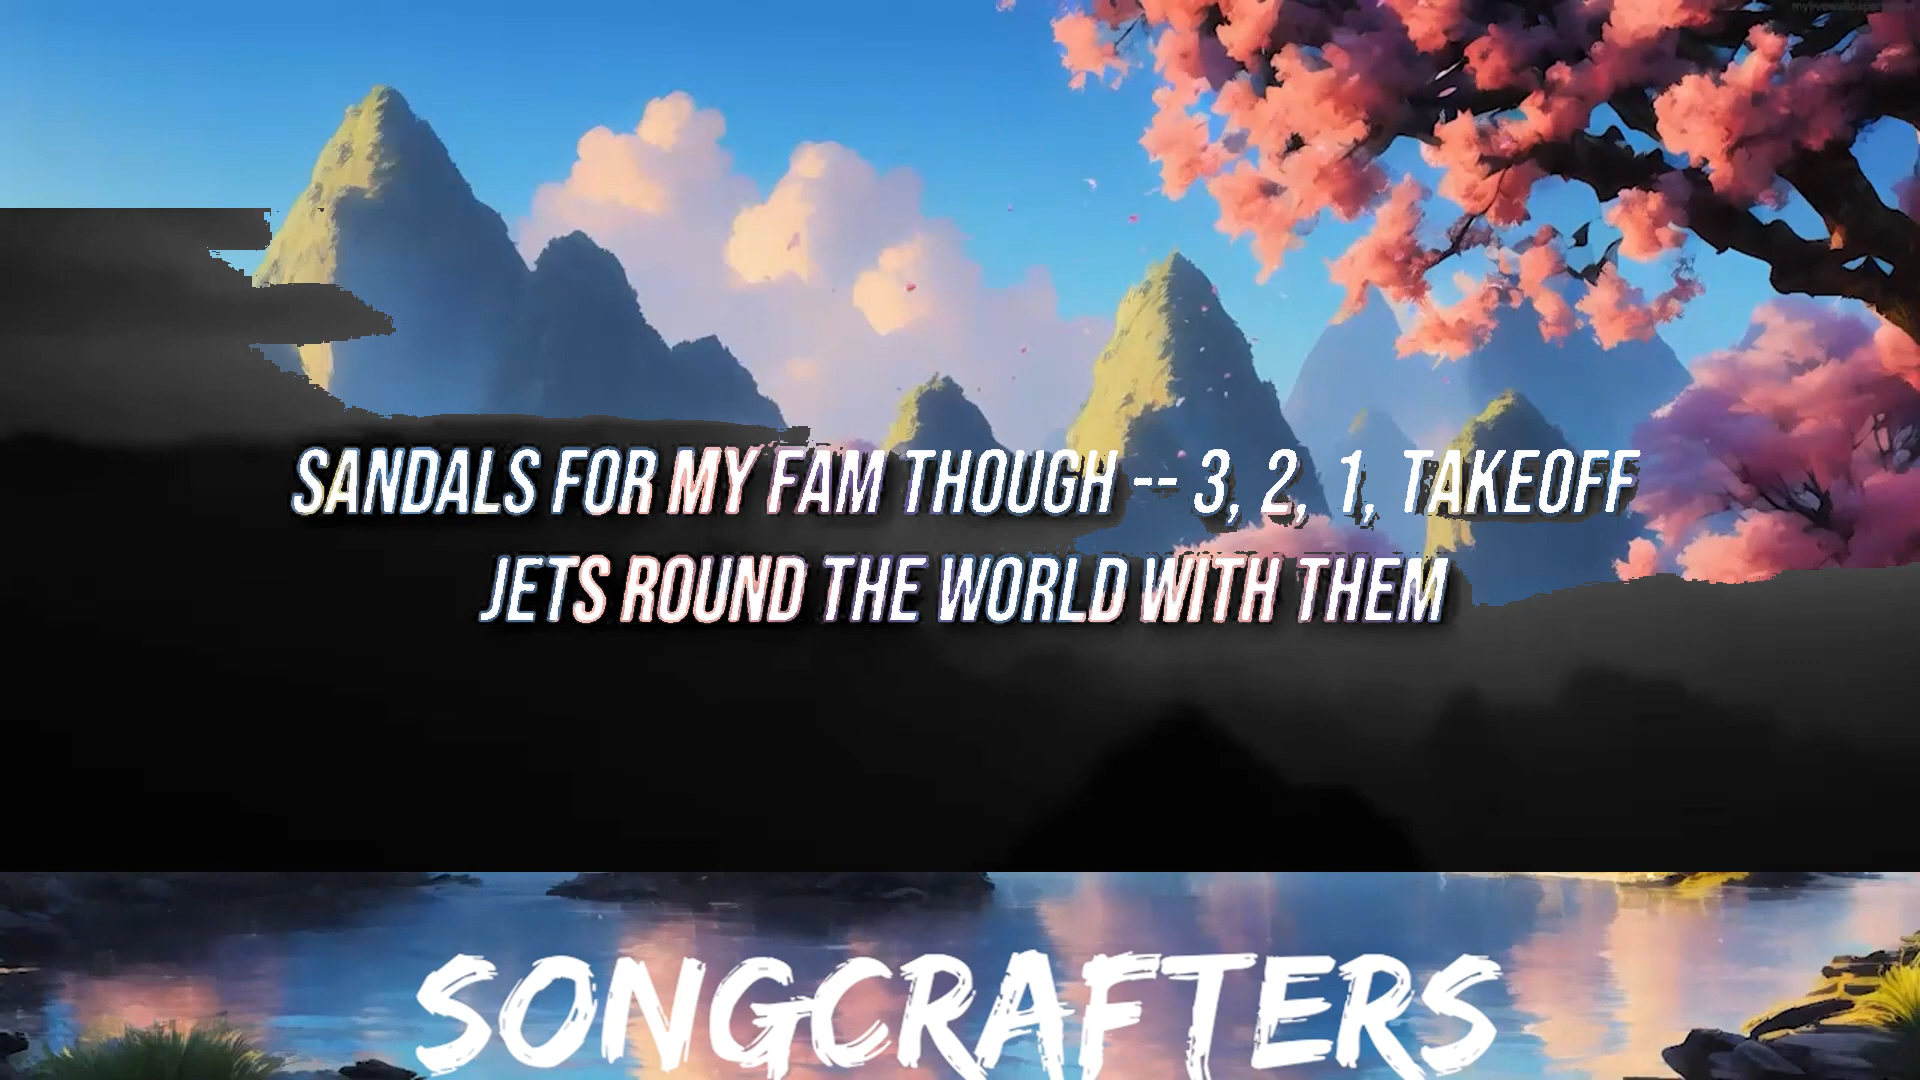 SANDALS FOR MY FAM THOUGH -- 3, 2, 1, TAKEOFF
JETS ROUND THE WORLD WITH THEM
SONGCRAFTERS